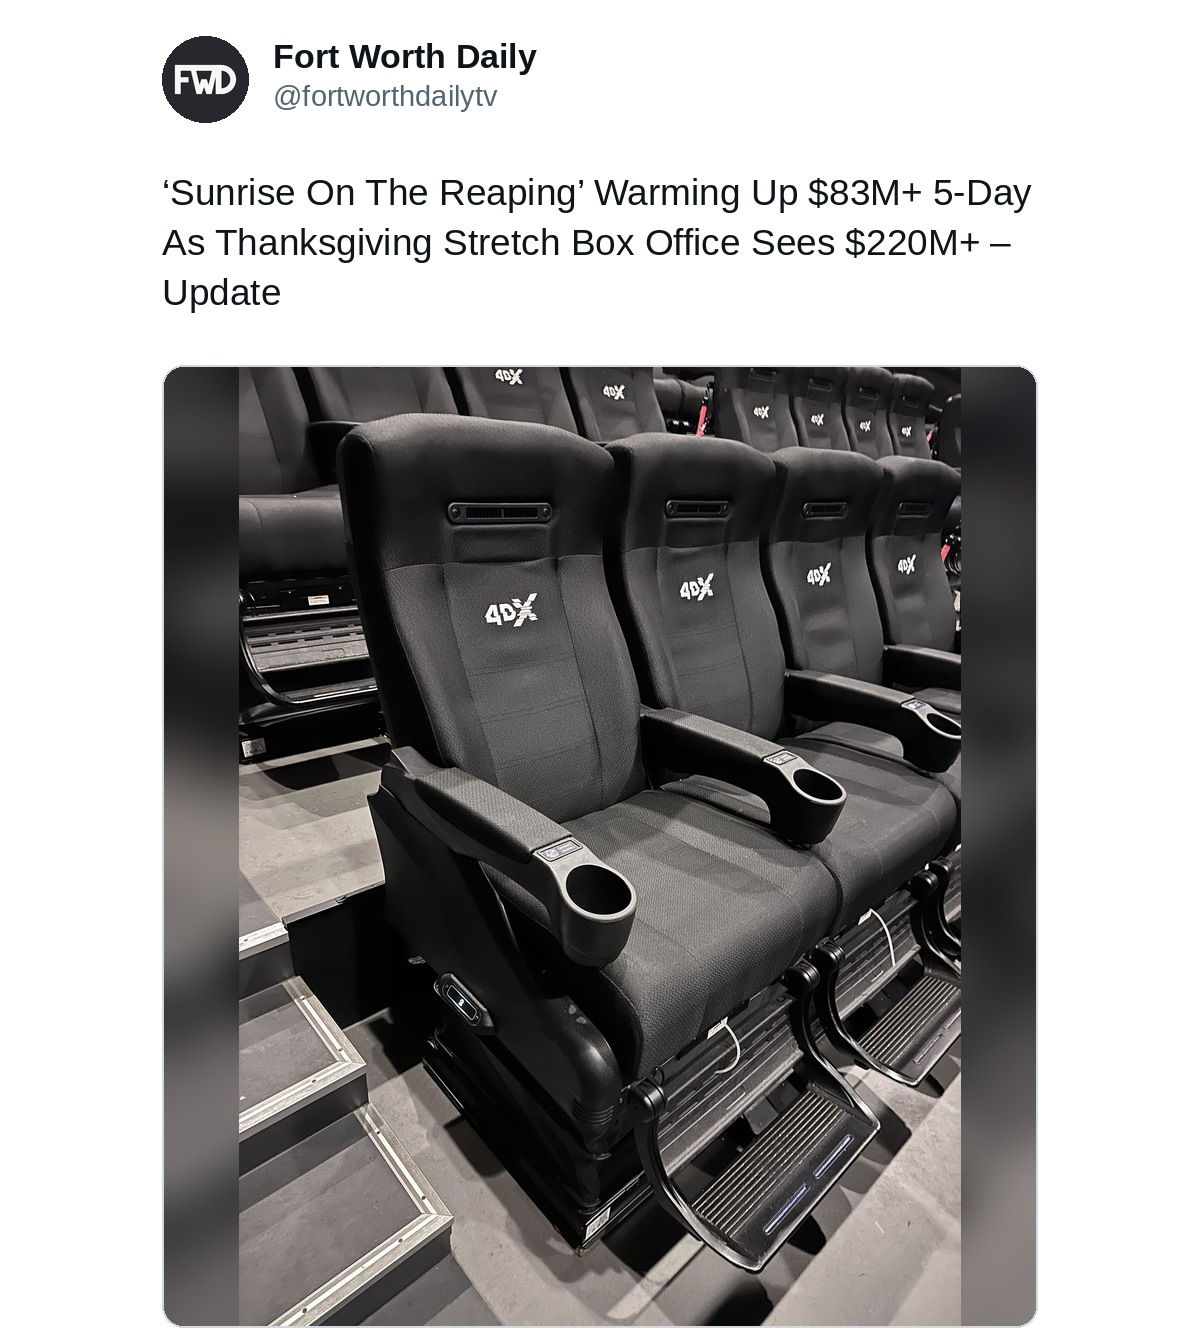 FWD
Fort Worth Daily
@fortworthdailytv
‘Sunrise On The Reaping’ Warming Up $83M+ 5-Day
As Thanksgiving Stretch Box Office Sees $220M+ –
Update
4DX
4DX
4DX
4DX
4DX
4DX
4DX
4DX
4DX
4DX